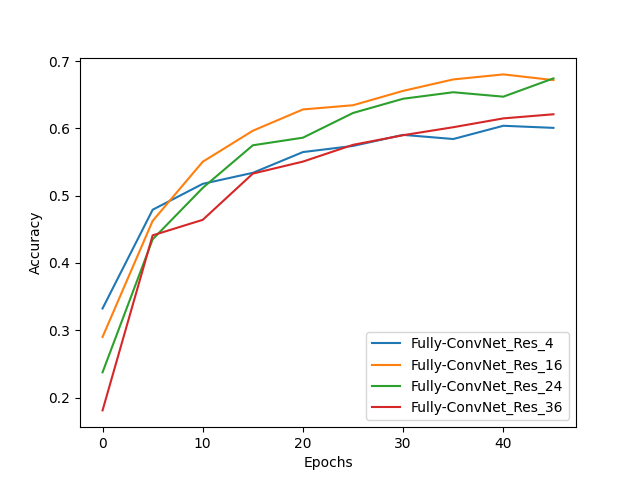 0.7
0.6
0.5
0.4
0.3
0.2
Accuracy
0
10
20
30
40
Epochs
Fully-ConvNet_Res_4
Fully-ConvNet_Res_16
Fully-ConvNet_Res_24
Fully-ConvNet_Res_36